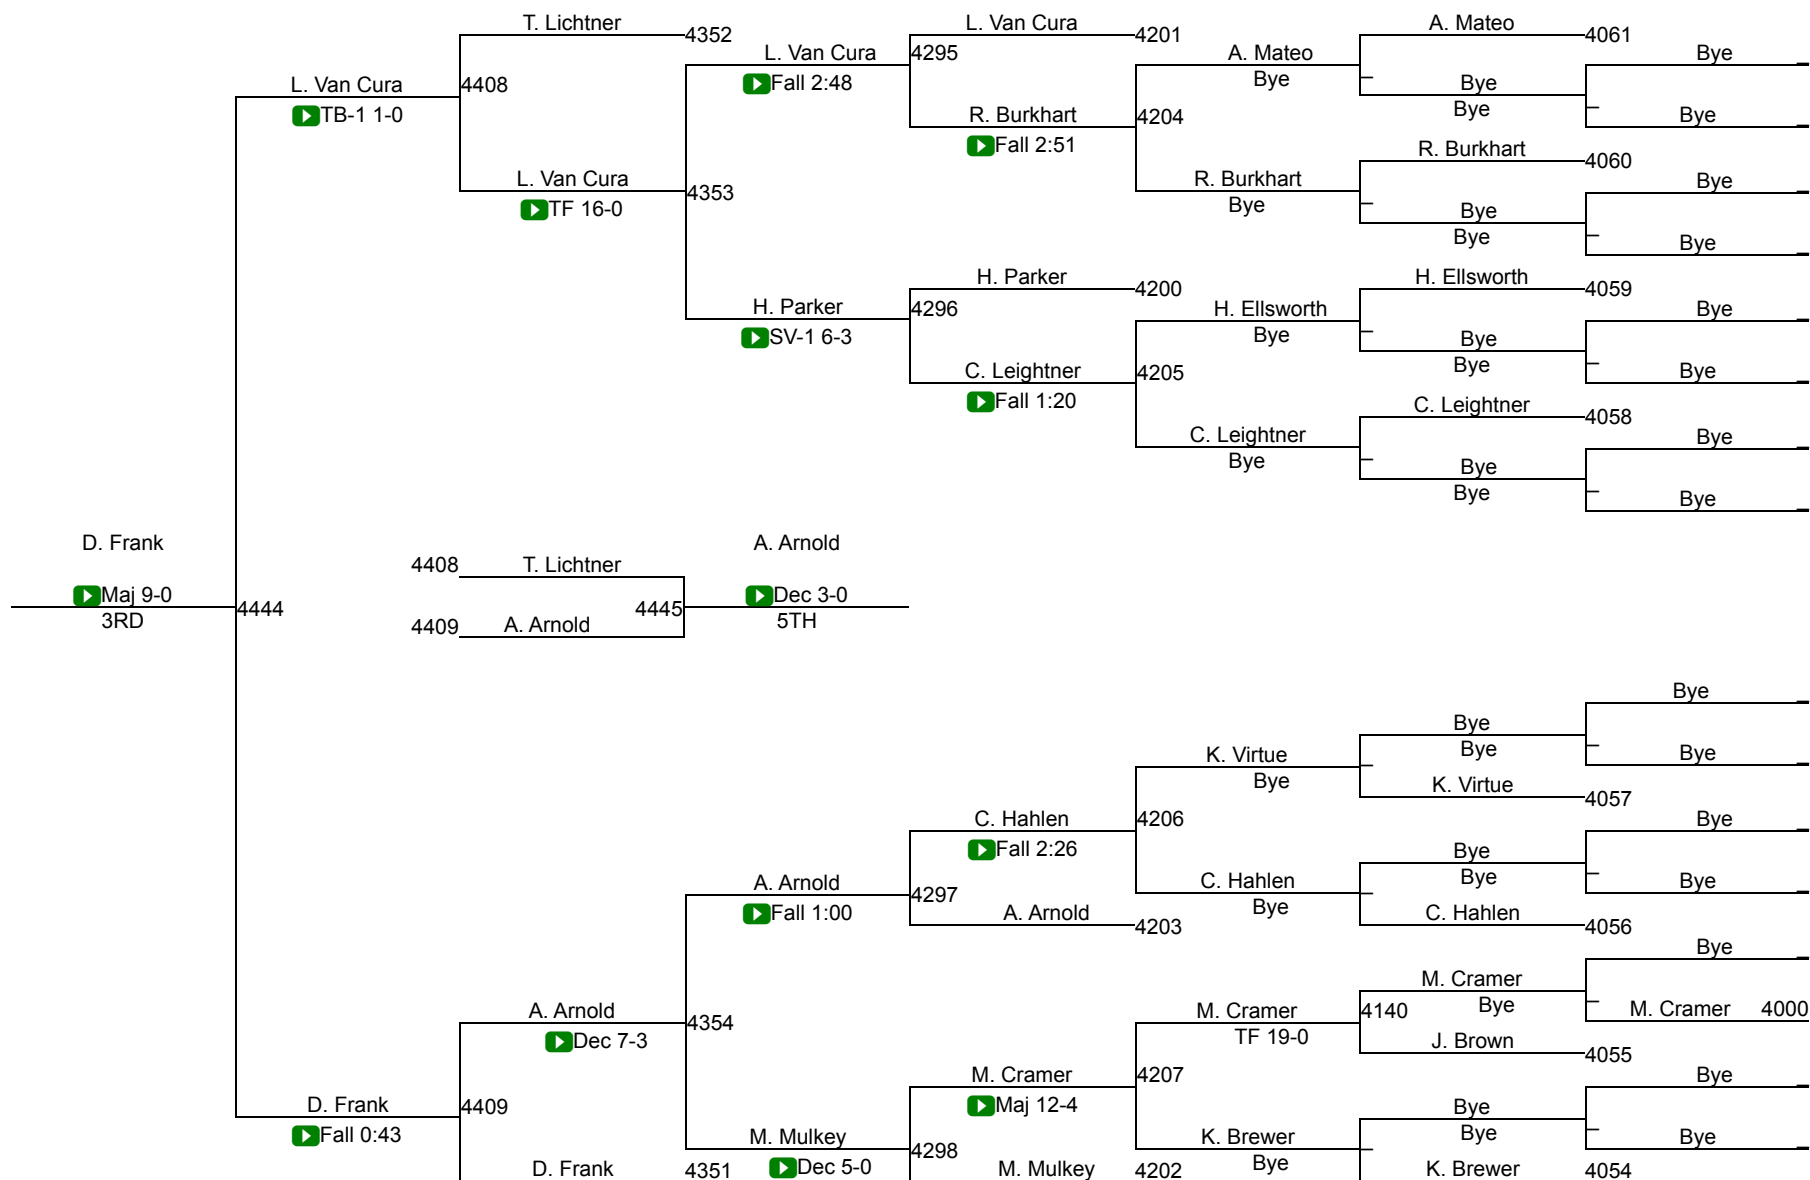 T. Lichtner
4352
L. Van Cura
4201
A. Mateo
4061
L. Van Cura
4295
A. Mateo
Bye
L. Van Cura
4408
Fall 2:48
Bye
Bye
Bye
TB-1 1-0
R. Burkhart
4204
Bye
Fall 2:51
R. Burkhart
4060
L. Van Cura
4353
R. Burkhart
Bye
TF 16-0
Bye
Bye
Bye
Bye
H. Parker
4200
H. Ellsworth
4059
H. Parker
4296
H. Ellsworth
Bye
SV-1 6-3
Bye
Bye
Bye
C. Leightner
4205
Bye
Fall 1:20
C. Leightner
4058
C. Leightner
Bye
Bye
Bye
Bye
Bye
D. Frank
A. Arnold
4408
T. Lichtner
Maj 9-0
4444
4445
Dec 3-0
3RD
4409
A. Arnold
5TH
Bye
Bye
K. Virtue
Bye
Bye
Bye
K. Virtue
4057
C. Hahlen
4206
Bye
Fall 2:26
Bye
A. Arnold
4297
C. Hahlen
Bye
Bye
Fall 1:00
A. Arnold
4203
Bye
C. Hahlen
4056
Bye
M. Cramer
A. Arnold
4354
M. Cramer
4140
Bye
M. Cramer
4000
Dec 7-3
TF 19-0
J. Brown
4055
M. Cramer
4207
Bye
D. Frank
4409
Maj 12-4
Bye
Fall 0:43
M. Mulkey
4298
K. Brewer
Bye
Bye
D. Frank
4351
Dec 5-0
M. Mulkey
4202
Bye
K. Brewer
4054